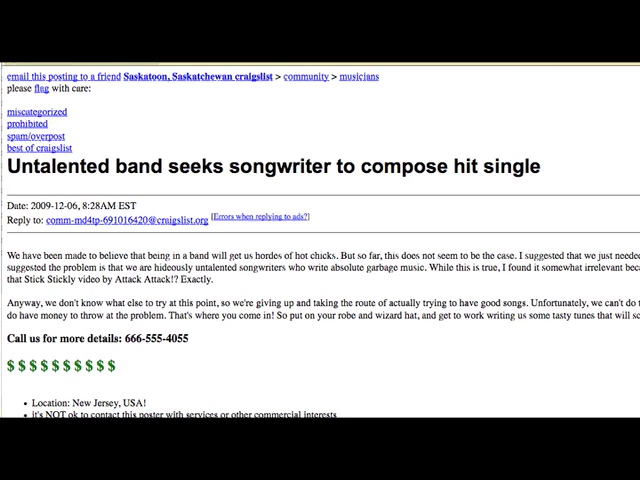 email this posting to a friend Saskatoon, Saskatchewan craigslist > community > musicians
please flag with care:
miscategorized
prohibited
spam/overpost
best of craigslist
Untalented band seeks songwriter to compose hit single
Date: 2009-12-06, 8:28AM EST
Reply to: comm-md4tp-691016420@craigslist.org [Errors when replying to ads?]
We have been made to believe that being in a band will get us hordes of hot chicks. But so far, this does not seem to be the case. I suggested that we just needed
suggested the problem is that we are hideously untalented songwriters who write absolute garbage music. While this is true, I found it somewhat irrelevant beca
that Stick Stickly video by Attack Attack!? Exactly.
Anyway, we don't know what else to try at this point, so we're giving up and taking the route of actually trying to have good songs. Unfortunately, we can't do t
do have money to throw at the problem. That's where you come in! So put on your robe and wizard hat, and get to work writing us some tasty tunes that will sc
Call us for more details: 666-555-4055
$ $ $ $ $ $ $ $ $ $
• Location: New Jersey, USA!
• it's NOT ok to contact this poster with services or other commercial interests